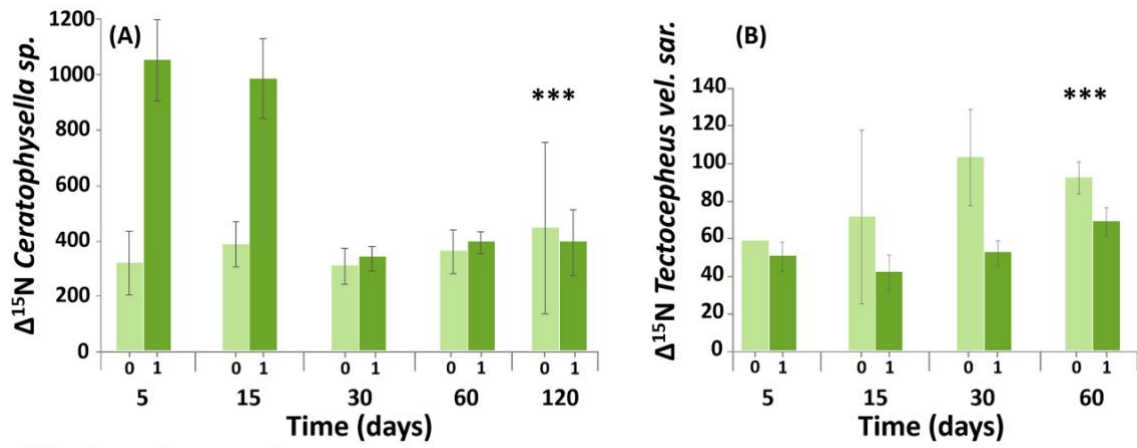 (A)
Δ¹⁵N Ceratophysella sp.
1200
1000
800
600
400
200
0
***
0 1 0 1 0 1 0 1 0 1
5 15 30 60 120
Time (days)
(B)
Δ¹⁵N Tectocepheus vel. sar.
140
120
100
80
60
40
20
0
***
0 1 0 1 0 1 0 1
5 15 30 60
Time (days)